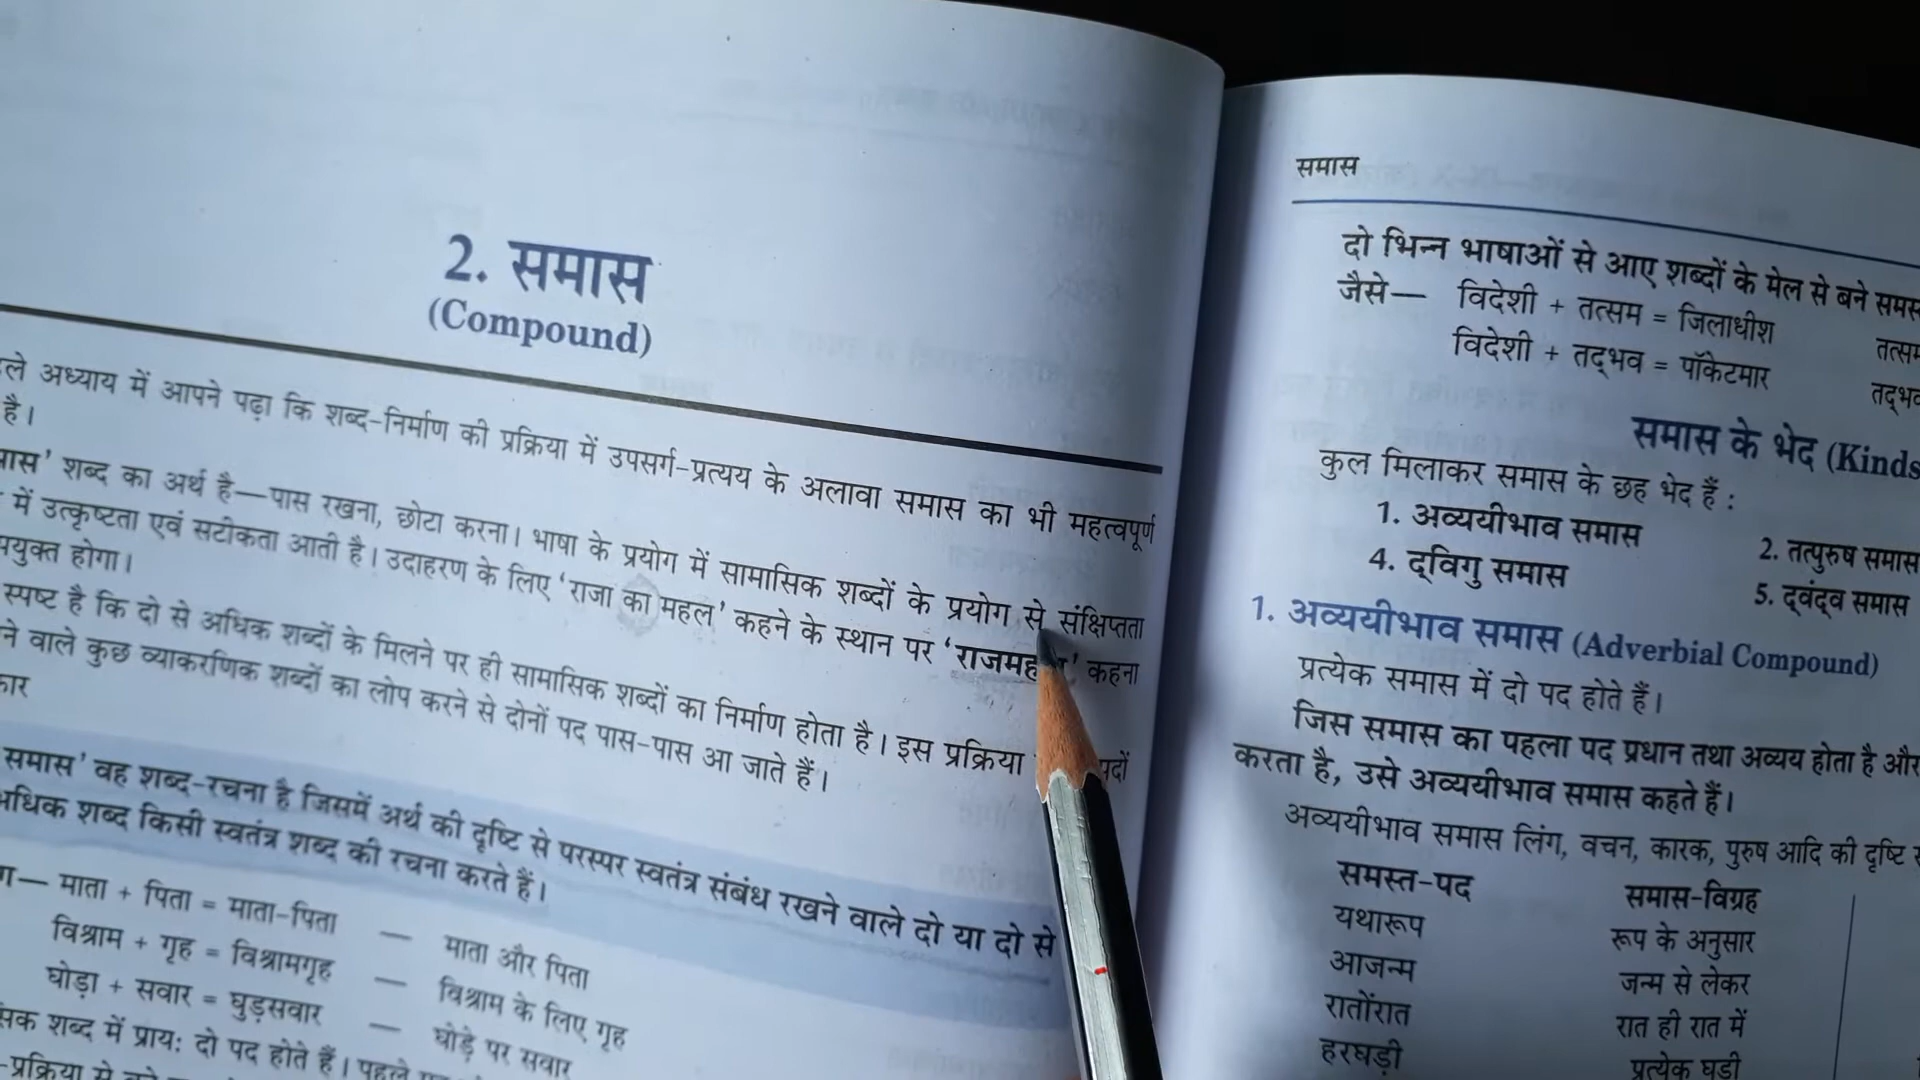 2. समास
(Compound)
अध्याय में आपने पढ़ा कि शब्द-निर्माण की प्रक्रिया में उपसर्ग-प्रत्यय के अलावा समास का भी महत्वपूर्ण
है।
शब्द का अर्थ है—पास रखना, छोटा करना। भाषा के प्रयोग में सामासिक शब्दों के प्रयोग से संक्षिप्तता
में उत्कृष्टता एवं सटीकता आती है। उदाहरण के लिए 'राजा का महल' कहने के स्थान पर 'राजमह' कहना
होगा।
स्पष्ट है कि दो से अधिक शब्दों के मिलने पर ही सामासिक शब्दों का निर्माण होता है। इस प्रक्रिया पदों
वाले कुछ व्याकरणिक शब्दों का लोप करने से दोनों पद पास-पास आ जाते हैं।
समास' वह शब्द-रचना है जिसमें अर्थ की दृष्टि से परस्पर स्वतंत्र संबंध रखने वाले दो या दो से
अधिक शब्द किसी स्वतंत्र शब्द की रचना करते हैं।
माता + पिता = माता-पिता — माता और पिता
विश्राम + गृह = विश्रामगृह — विश्राम के लिए गृह
घोड़ा + सवार = घुड़सवार — घोड़े पर सवार
शब्द में प्राय: दो पद होते हैं। पहले
समास
दो भिन्न भाषाओं से आए शब्दों के मेल से बने
जैसे— विदेशी + तत्सम = जिलाधीश
विदेशी + तद्भव = पॉकेटमार
समास के भेद (Kinds
कुल मिलाकर समास के छह भेद हैं :
1. अव्ययीभाव समास 2. तत्पुरुष समास
4. द्विगु समास 5. द्वंद्व समास
1. अव्ययीभाव समास (Adverbial Compound)
प्रत्येक समास में दो पद होते हैं।
जिस समास का पहला पद प्रधान तथा अव्यय होता है और
करता है, उसे अव्ययीभाव समास कहते हैं।
अव्ययीभाव समास लिंग, वचन, कारक, पुरुष आदि की दृष्टि
समस्त-पद समास-विग्रह
यथारूप रूप के अनुसार
आजन्म जन्म से लेकर
रातोंरात रात ही रात में
हरघड़ी प्रत्येक घड़ी